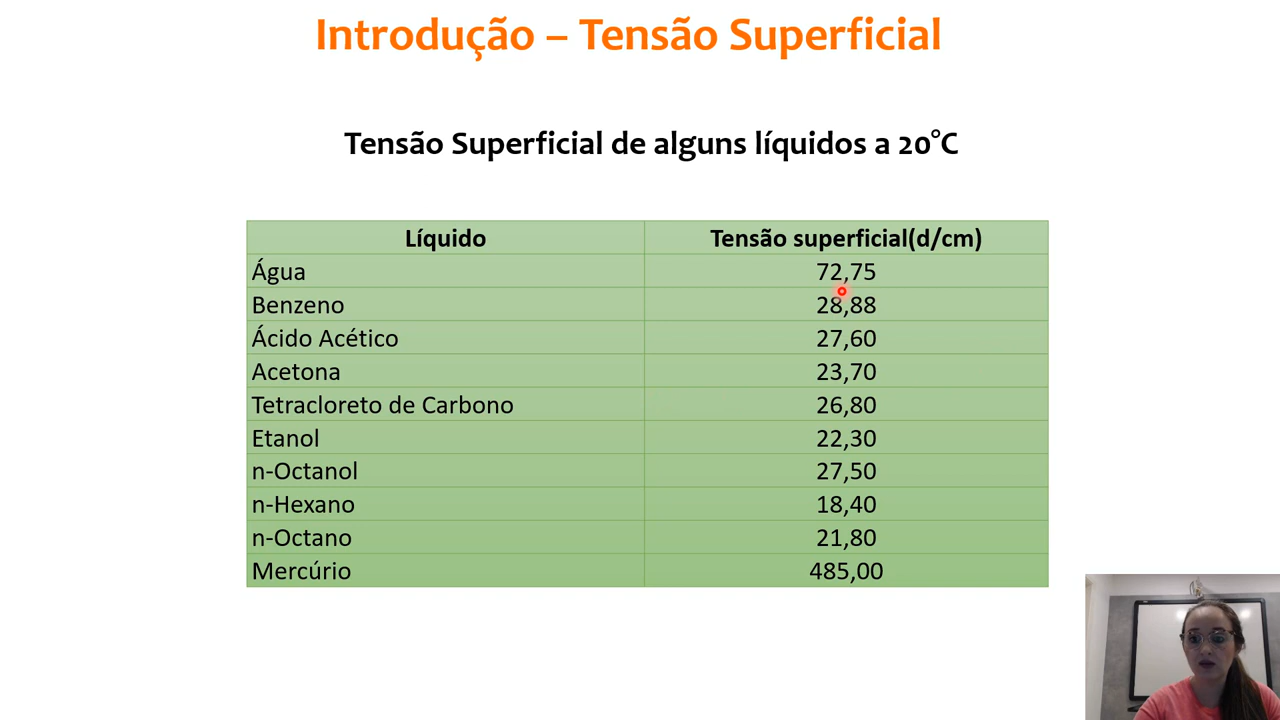 Introdução – Tensão Superficial
Tensão Superficial de alguns líquidos a 20°C
Líquido Tensão superficial(d/cm)
Água 72,75
Benzeno 28,88
Ácido Acético 27,60
Acetona 23,70
Tetracloreto de Carbono 26,80
Etanol 22,30
n-Octanol 27,50
n-Hexano 18,40
n-Octano 21,80
Mercúrio 485,00